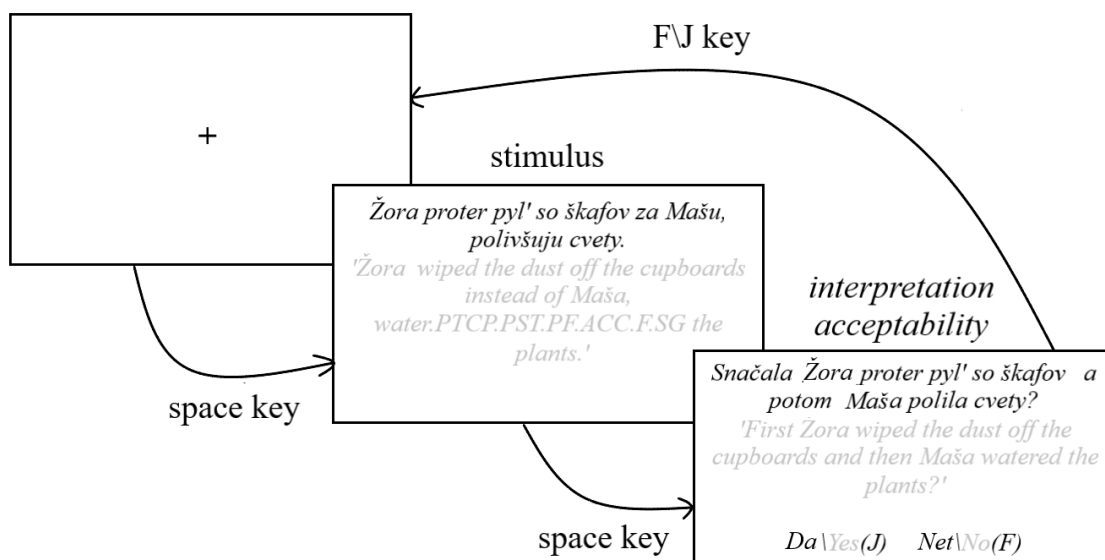 F\J key
+
stimulus
Žora proter pyl' so škafov za Mašu,
polivšuju cvety.
'Žora wiped the dust off the cupboards
instead of Maša,
water.PTCP.PST.PF.ACC.F.SG the
plants.'
space key
interpretation
acceptability
Snačala Žora proter pyl' so škafov a
potom Maša polila cvety?
'First Žora wiped the dust off the
cupboards and then Maša watered the
plants?'
Da\Yes(J) Net\No(F)
space key